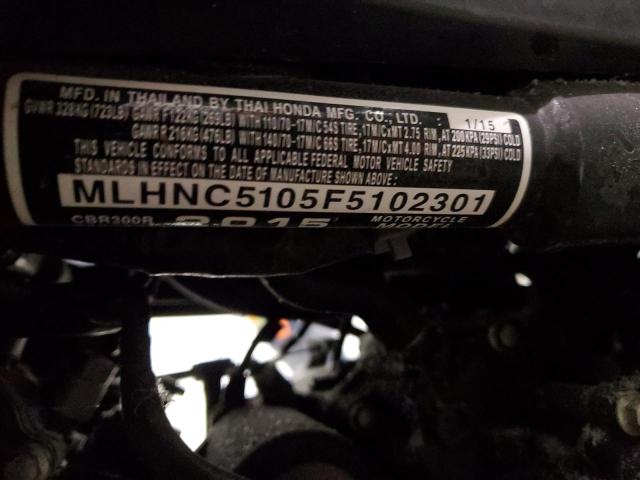 MFD. IN THAILAND BY THAI HONDA MFG. CO., LTD. : 1/15
GVWR 328KG (723LB) GAWR F 122KG (269LB) WITH 110/70-17M/C 54S TIRE, 17M/CxMT 2.75 RIM, AT 200KPA (29PSI) COLD
GAWR R 216KG (476LB) WITH 140/70-17M/C 66S TIRE, 17M/CxMT 4.00 RIM, AT 225KPA (33PSI) COLD
THIS VEHICLE CONFORMS TO ALL APPLICABLE FEDERAL MOTOR VEHICLE SAFETY
STANDARDS IN EFFECT ON THE DATE OF MANUFACTURE SHOWN ABOVE:
MLHNC5105F5102301
CBR300R 2015 MOTORCYCLE
MODEL